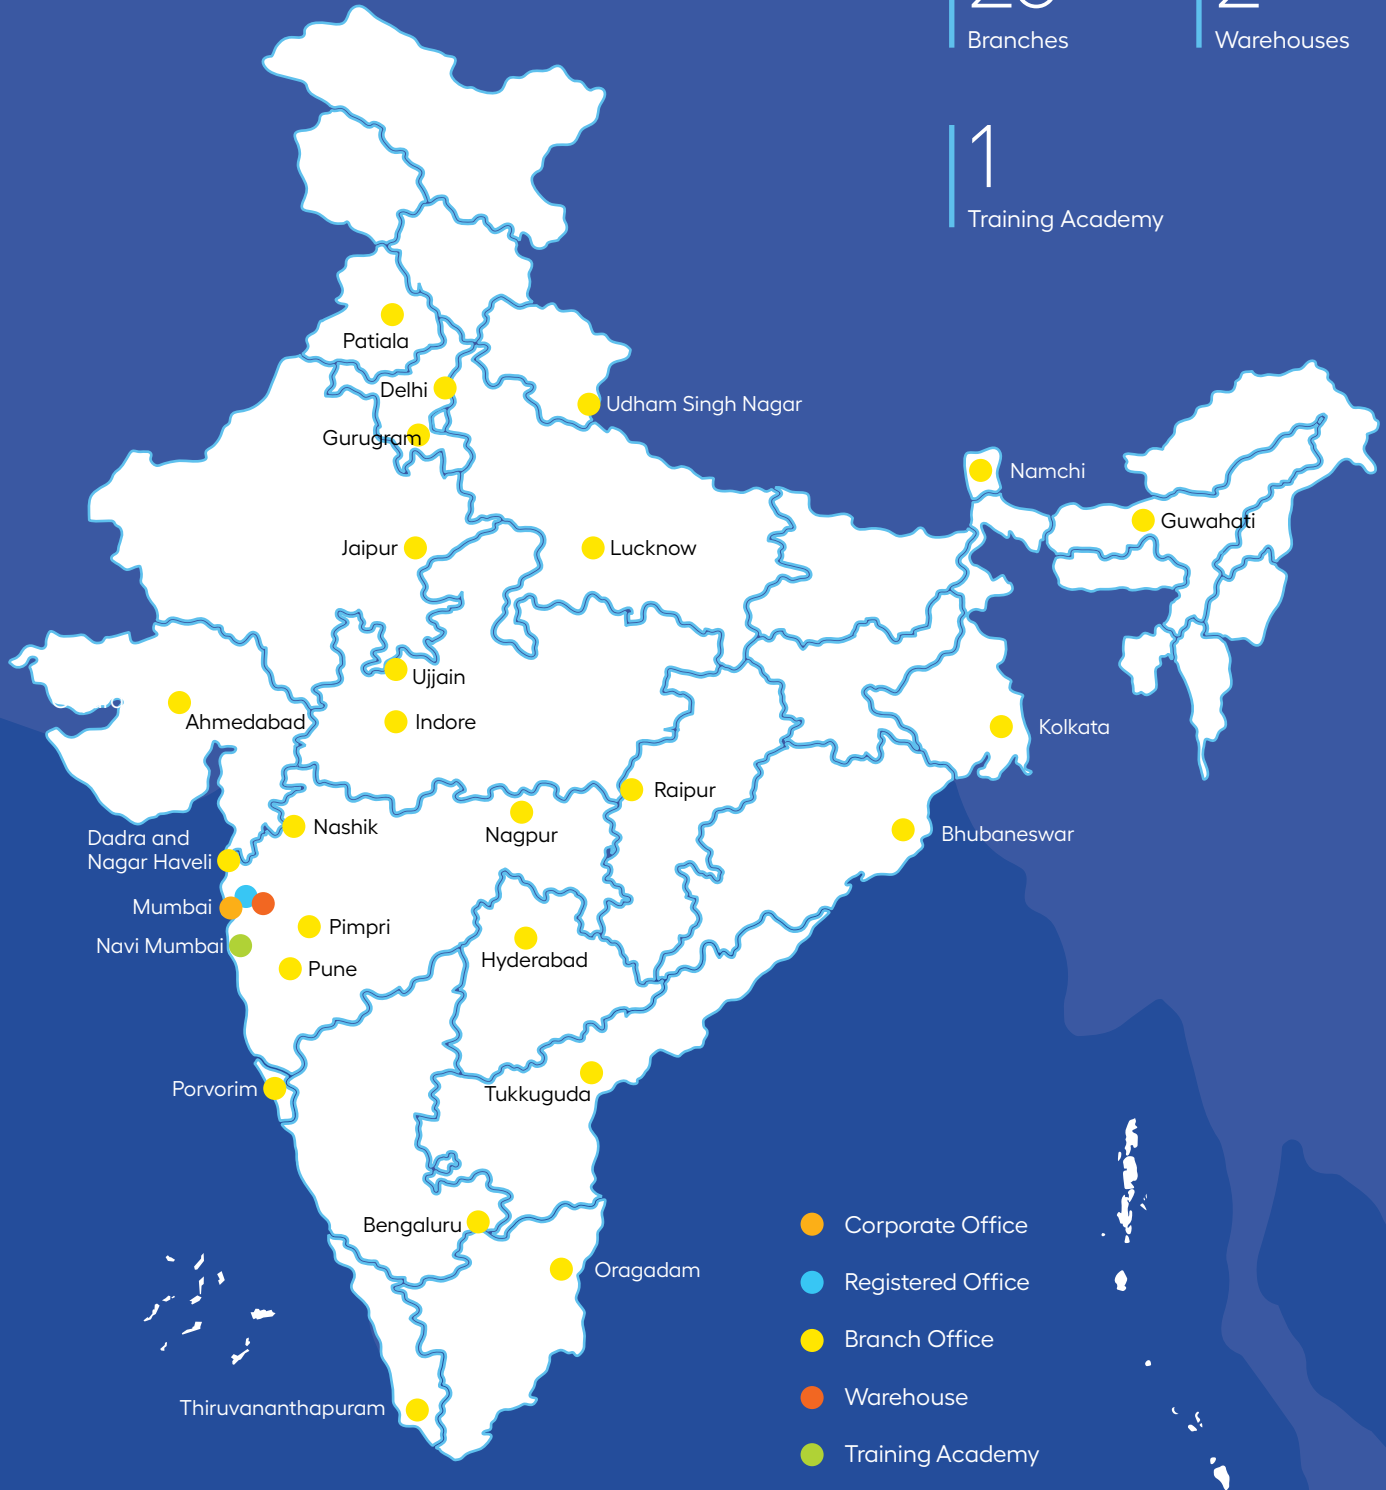 Branches
2
Warehouses
1
Training Academy
Patiala
Delhi
Udham Singh Nagar
Gurugram
Namchi
Guwahati
Jaipur
Lucknow
Ujjain
Ahmedabad
Indore
Kolkata
Raipur
Nashik
Nagpur
Bhubaneswar
Dadra and
Nagar Haveli
Mumbai
Pimpri
Navi Mumbai
Hyderabad
Pune
Porvorim
Tukkuguda
Bengaluru
Oragadam
Thiruvananthapuram
Corporate Office
Registered Office
Branch Office
Warehouse
Training Academy